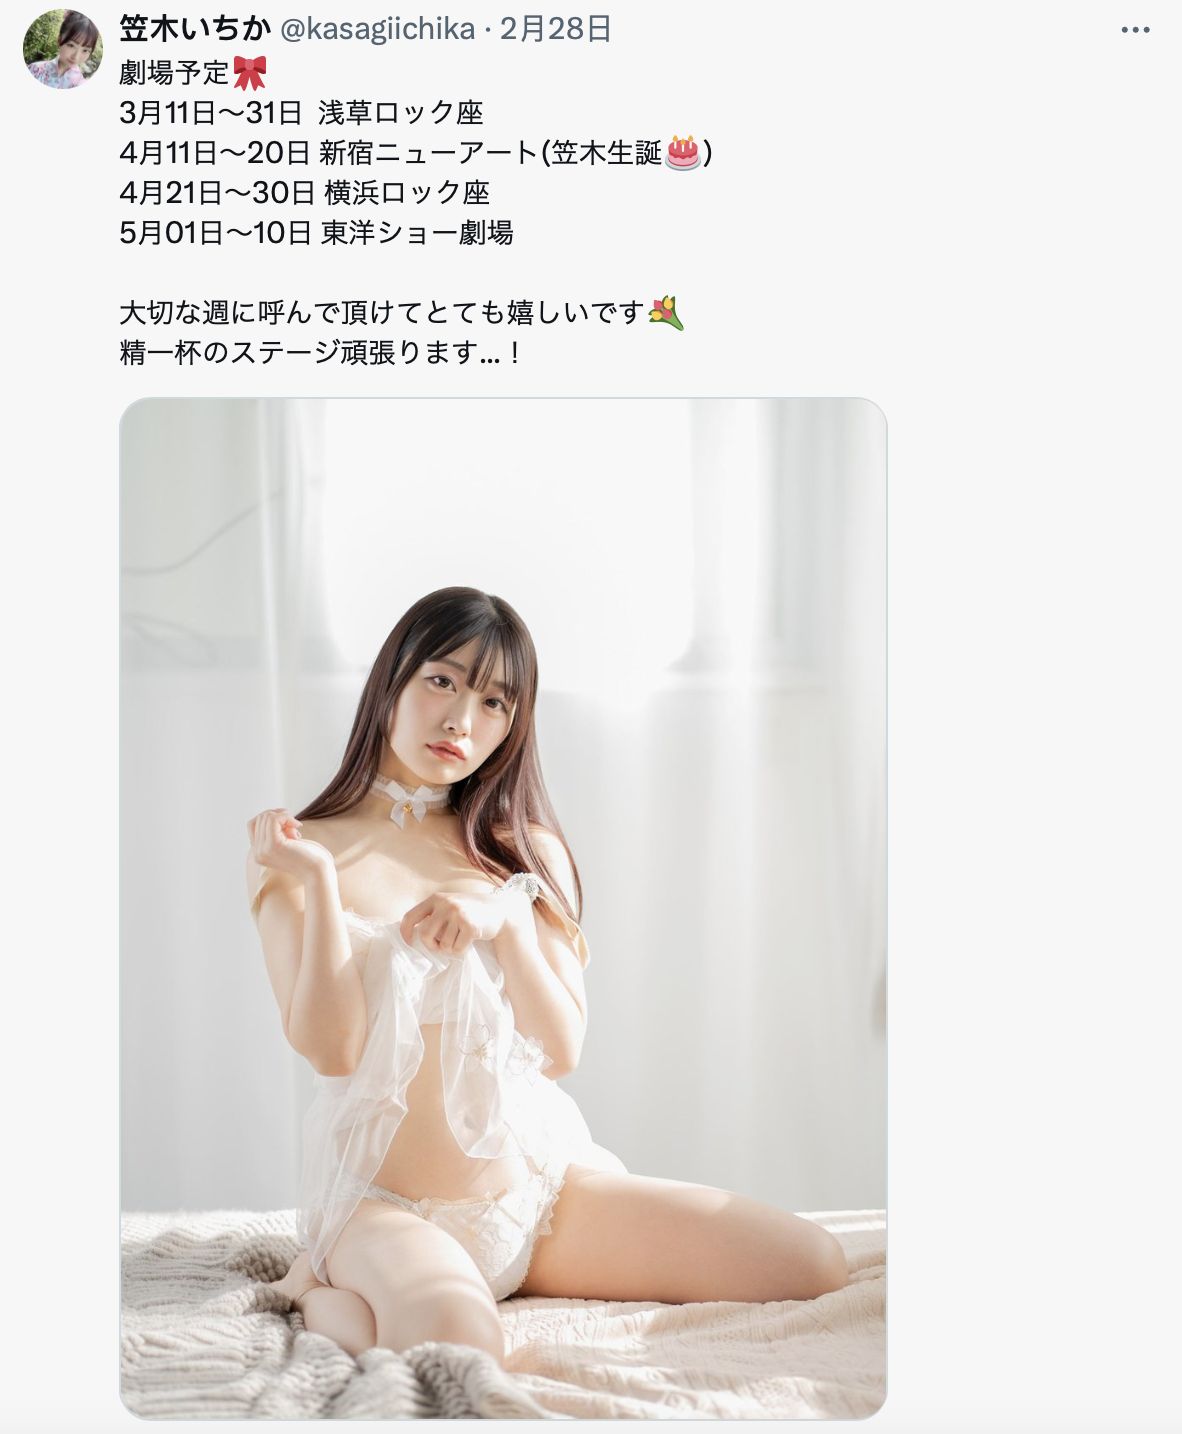 笠木いちか @kasagiichika · 2月28日
劇場予定🎀
3月11日〜31日 浅草ロック座
4月11日〜20日 新宿ニューアート(笠木生誕🎂)
4月21日〜30日 横浜ロック座
5月01日〜10日 東洋ショー劇場
大切な週に呼んで頂けてとても嬉しいです💐
精一杯のステージ頑張ります...！